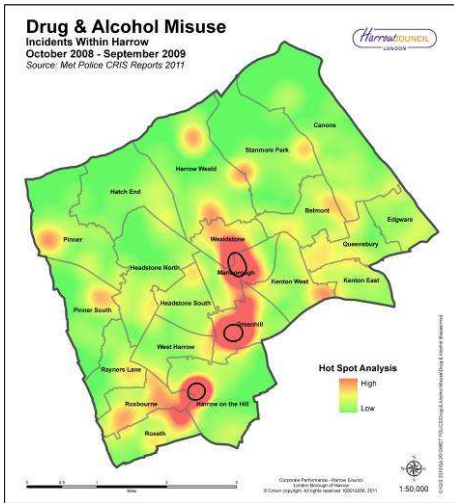 Drug & Alcohol Misuse
Incidents Within Harrow
October 2008 - September 2009
Source: Met Police CRIS Reports 2011
HarrowCOUNCIL
LONDON
Canons
Stanmore Park
Harrow Weald
Hatch End
Belmont
Edgware
Wealdstone
Pinner
Queensbury
Headstone North
Marlborough
Kenton West
Kenton East
Pinner South
Headstone South
Greenhill
West Harrow
Rayners Lane
Hot Spot Analysis
High
Low
Roxbourne
Harrow on the Hill
Roxeth
Corporate Performance - Harrow Council
London Borough of Harrow
Miles
1:50,000